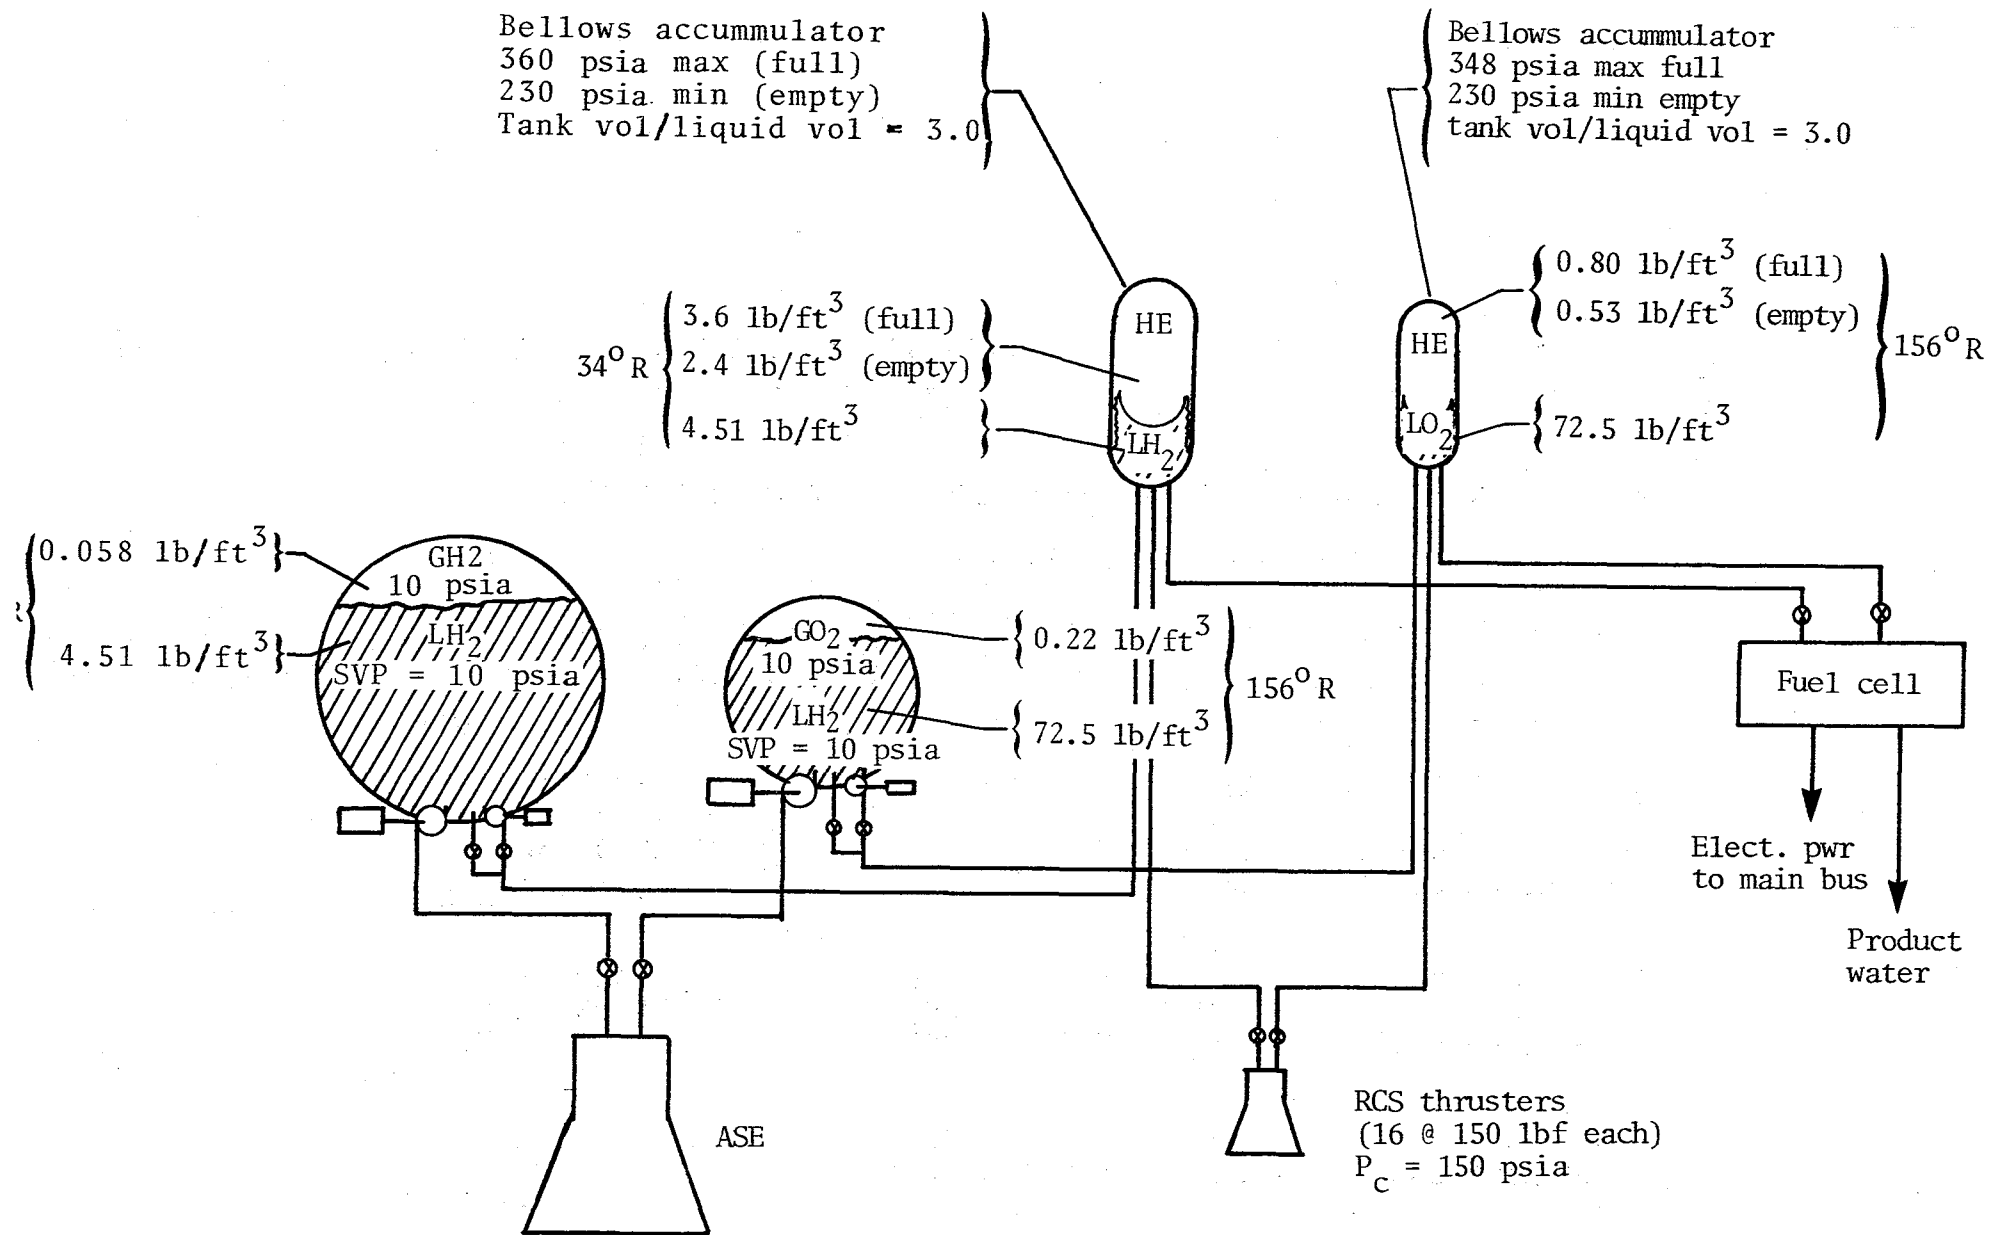 Bellows accummulator
360 psia max (full)
230 psia min (empty)
Tank vol/liquid vol = 3.0
Bellows accummulator
348 psia max full
230 psia min empty
tank vol/liquid vol = 3.0
34° R
3.6 lb/ft³ (full)
2.4 lb/ft³ (empty)
4.51 lb/ft³
HE
LH₂
HE
LO₂
0.80 lb/ft³ (full)
0.53 lb/ft³ (empty)
72.5 lb/ft³
156° R
0.058 lb/ft³
4.51 lb/ft³
GH2
10 psia
LH₂
SVP = 10 psia
GO₂
10 psia
LH₂
SVP = 10 psia
0.22 lb/ft³
72.5 lb/ft³
156° R
Fuel cell
Elect. pwr
to main bus
Product
water
ASE
RCS thrusters
(16 @ 150 lbf each)
P_c = 150 psia